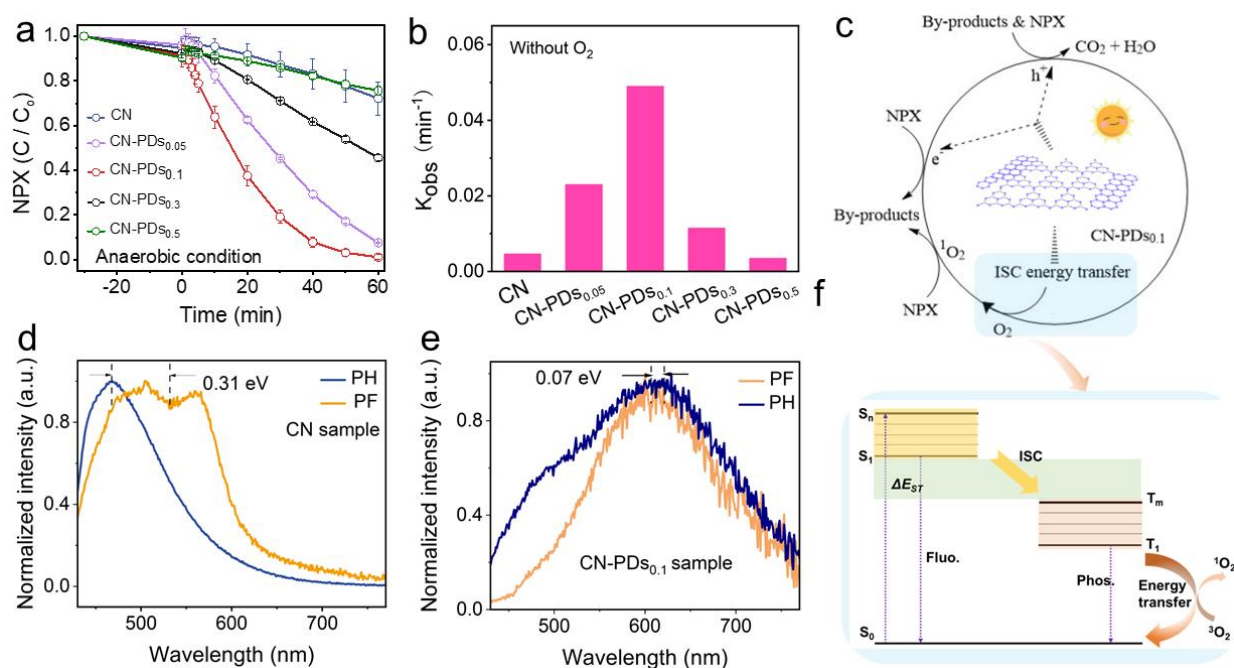 a
NPX (C / C₀)
1.0
0.8
0.6
0.4
0.2
0.0
CN
CN-PDs0.05
CN-PDs0.1
CN-PDs0.3
CN-PDs0.5
Anaerobic condition
-20
0
20
40
60
Time (min)
b
Kobs (min⁻¹)
0.06
0.04
0.02
0.00
Without O₂
CN
CN-PDs0.05
CN-PDs0.1
CN-PDs0.3
CN-PDs0.5
c
By-products & NPX
CO₂ + H₂O
h⁺
NPX
e⁻
By-products
CN-PDs0.1
¹O₂
ISC energy transfer
NPX
O₂
d
Normalized intensity (a.u.)
1.2
0.8
0.4
0.0
0.31 eV
PH
PF
CN sample
500
600
700
Wavelength (nm)
e
Normalized intensity (a.u.)
1.2
0.8
0.4
0.0
0.07 eV
PF
PH
CN-PDs0.1 sample
500
600
700
Wavelength (nm)
f
Sn
S1
ISC
ΔEST
Tm
T1
Fluo.
Phos.
Energy
transfer
¹O₂
³O₂
S0